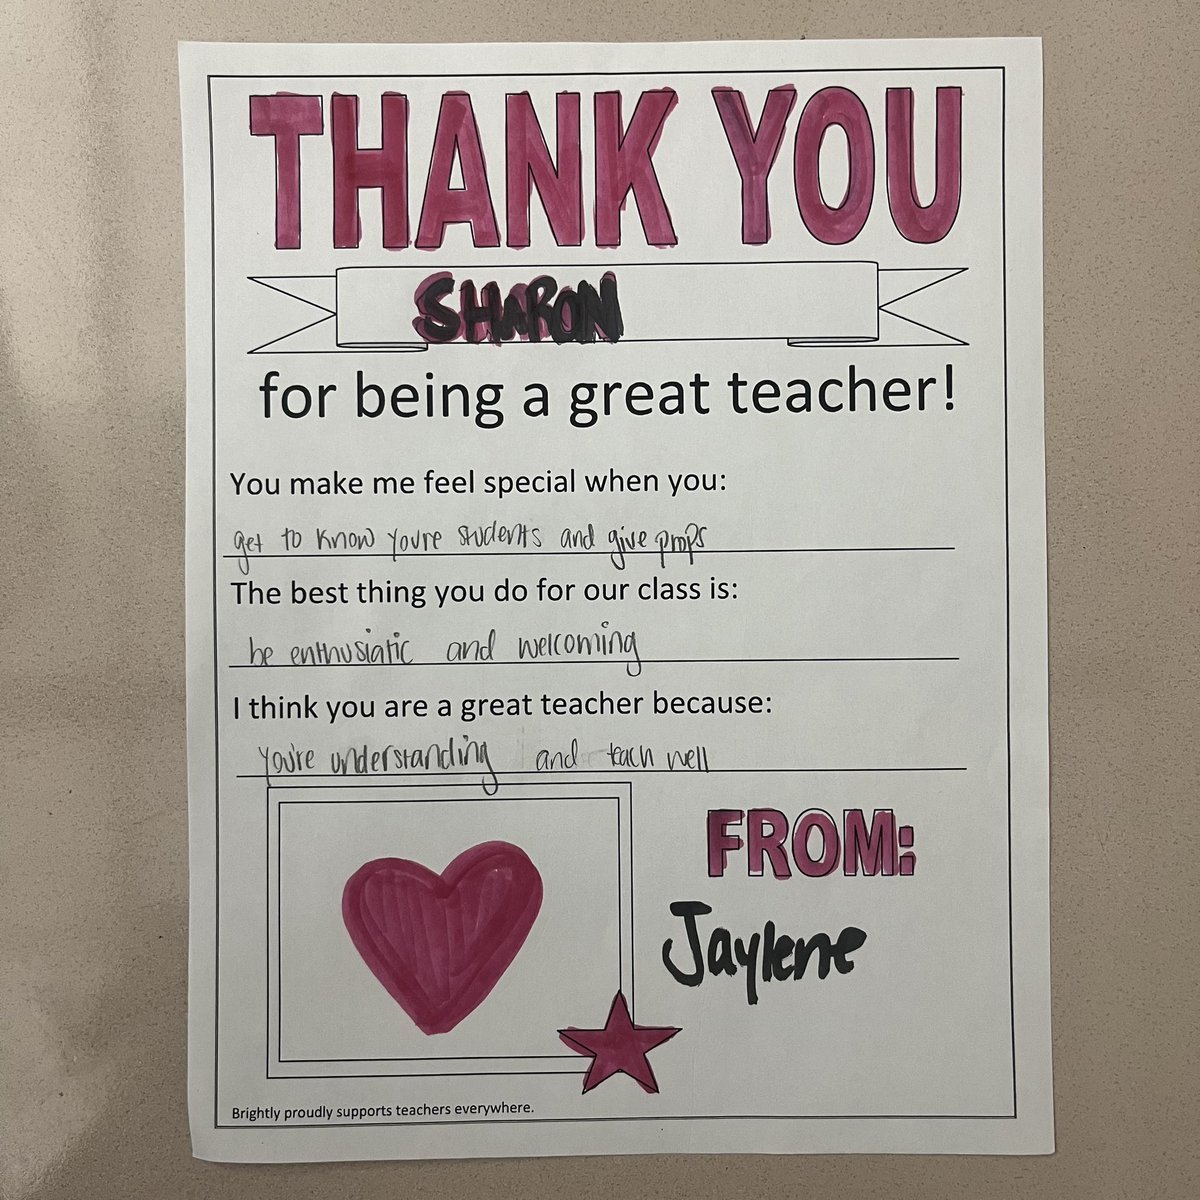 THANK YOU
SHARON
for being a great teacher!
You make me feel special when you:
get to know youre students and give props
The best thing you do for our class is:
be enthusiatic and welcoming
I think you are a great teacher because:
you're understanding and teach well
FROM:
Jaylene
Brightly proudly supports teachers everywhere.